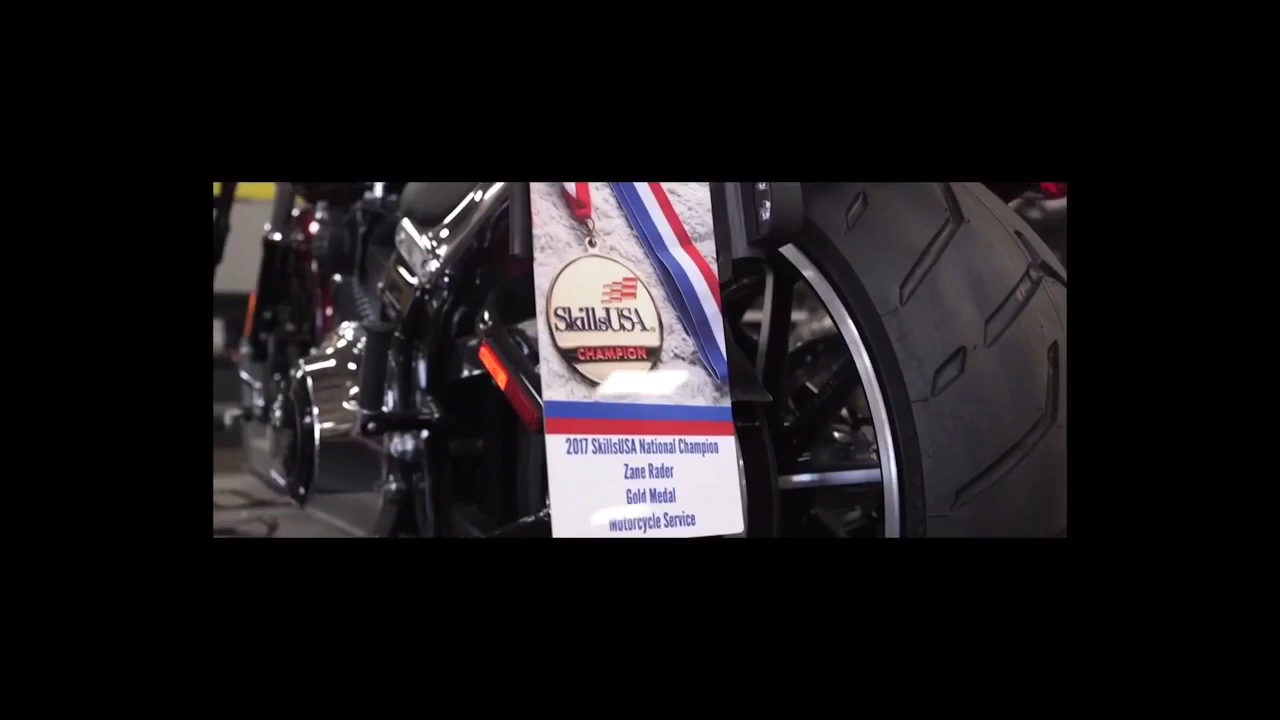 SkillsUSA
CHAMPION
2017 SkillsUSA National Champion
Zane Rader
Gold Medal
Motorcycle Service